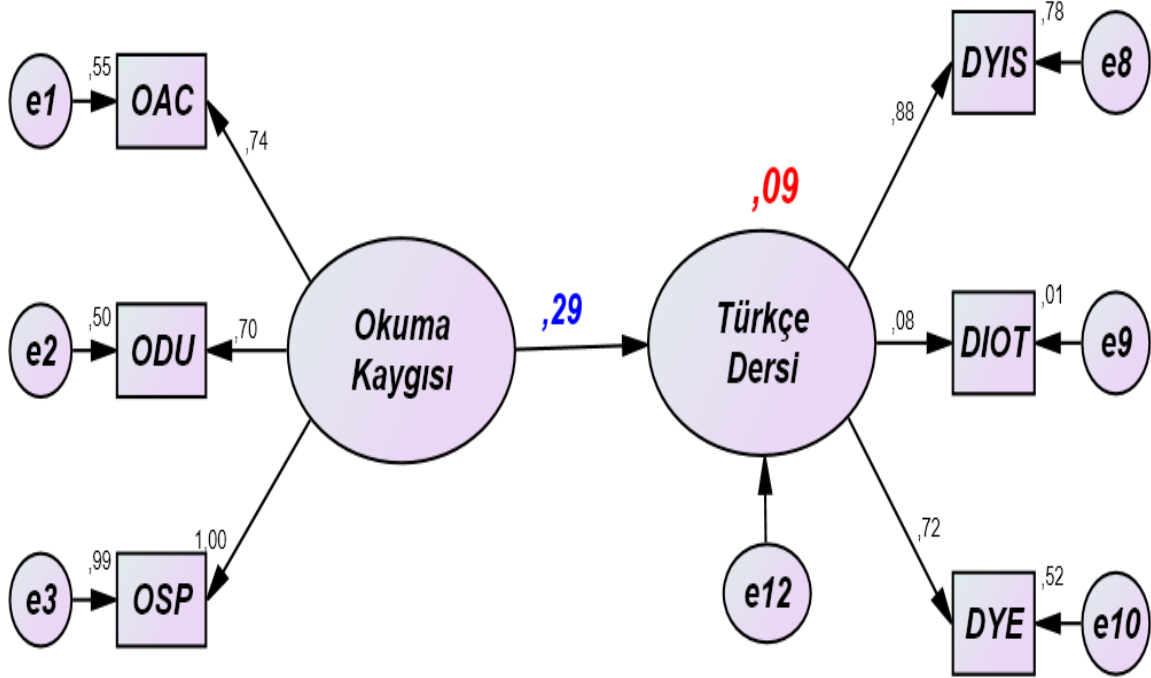 e1
,55
OAC
,74
e2
,50
ODU
,70
e3
,99
OSP
1,00
Okuma
Kaygısı
,29
,09
Türkçe
Dersi
e12
,88
DYIS
,78
e8
,08
DIOT
,01
e9
,72
DYE
,52
e10